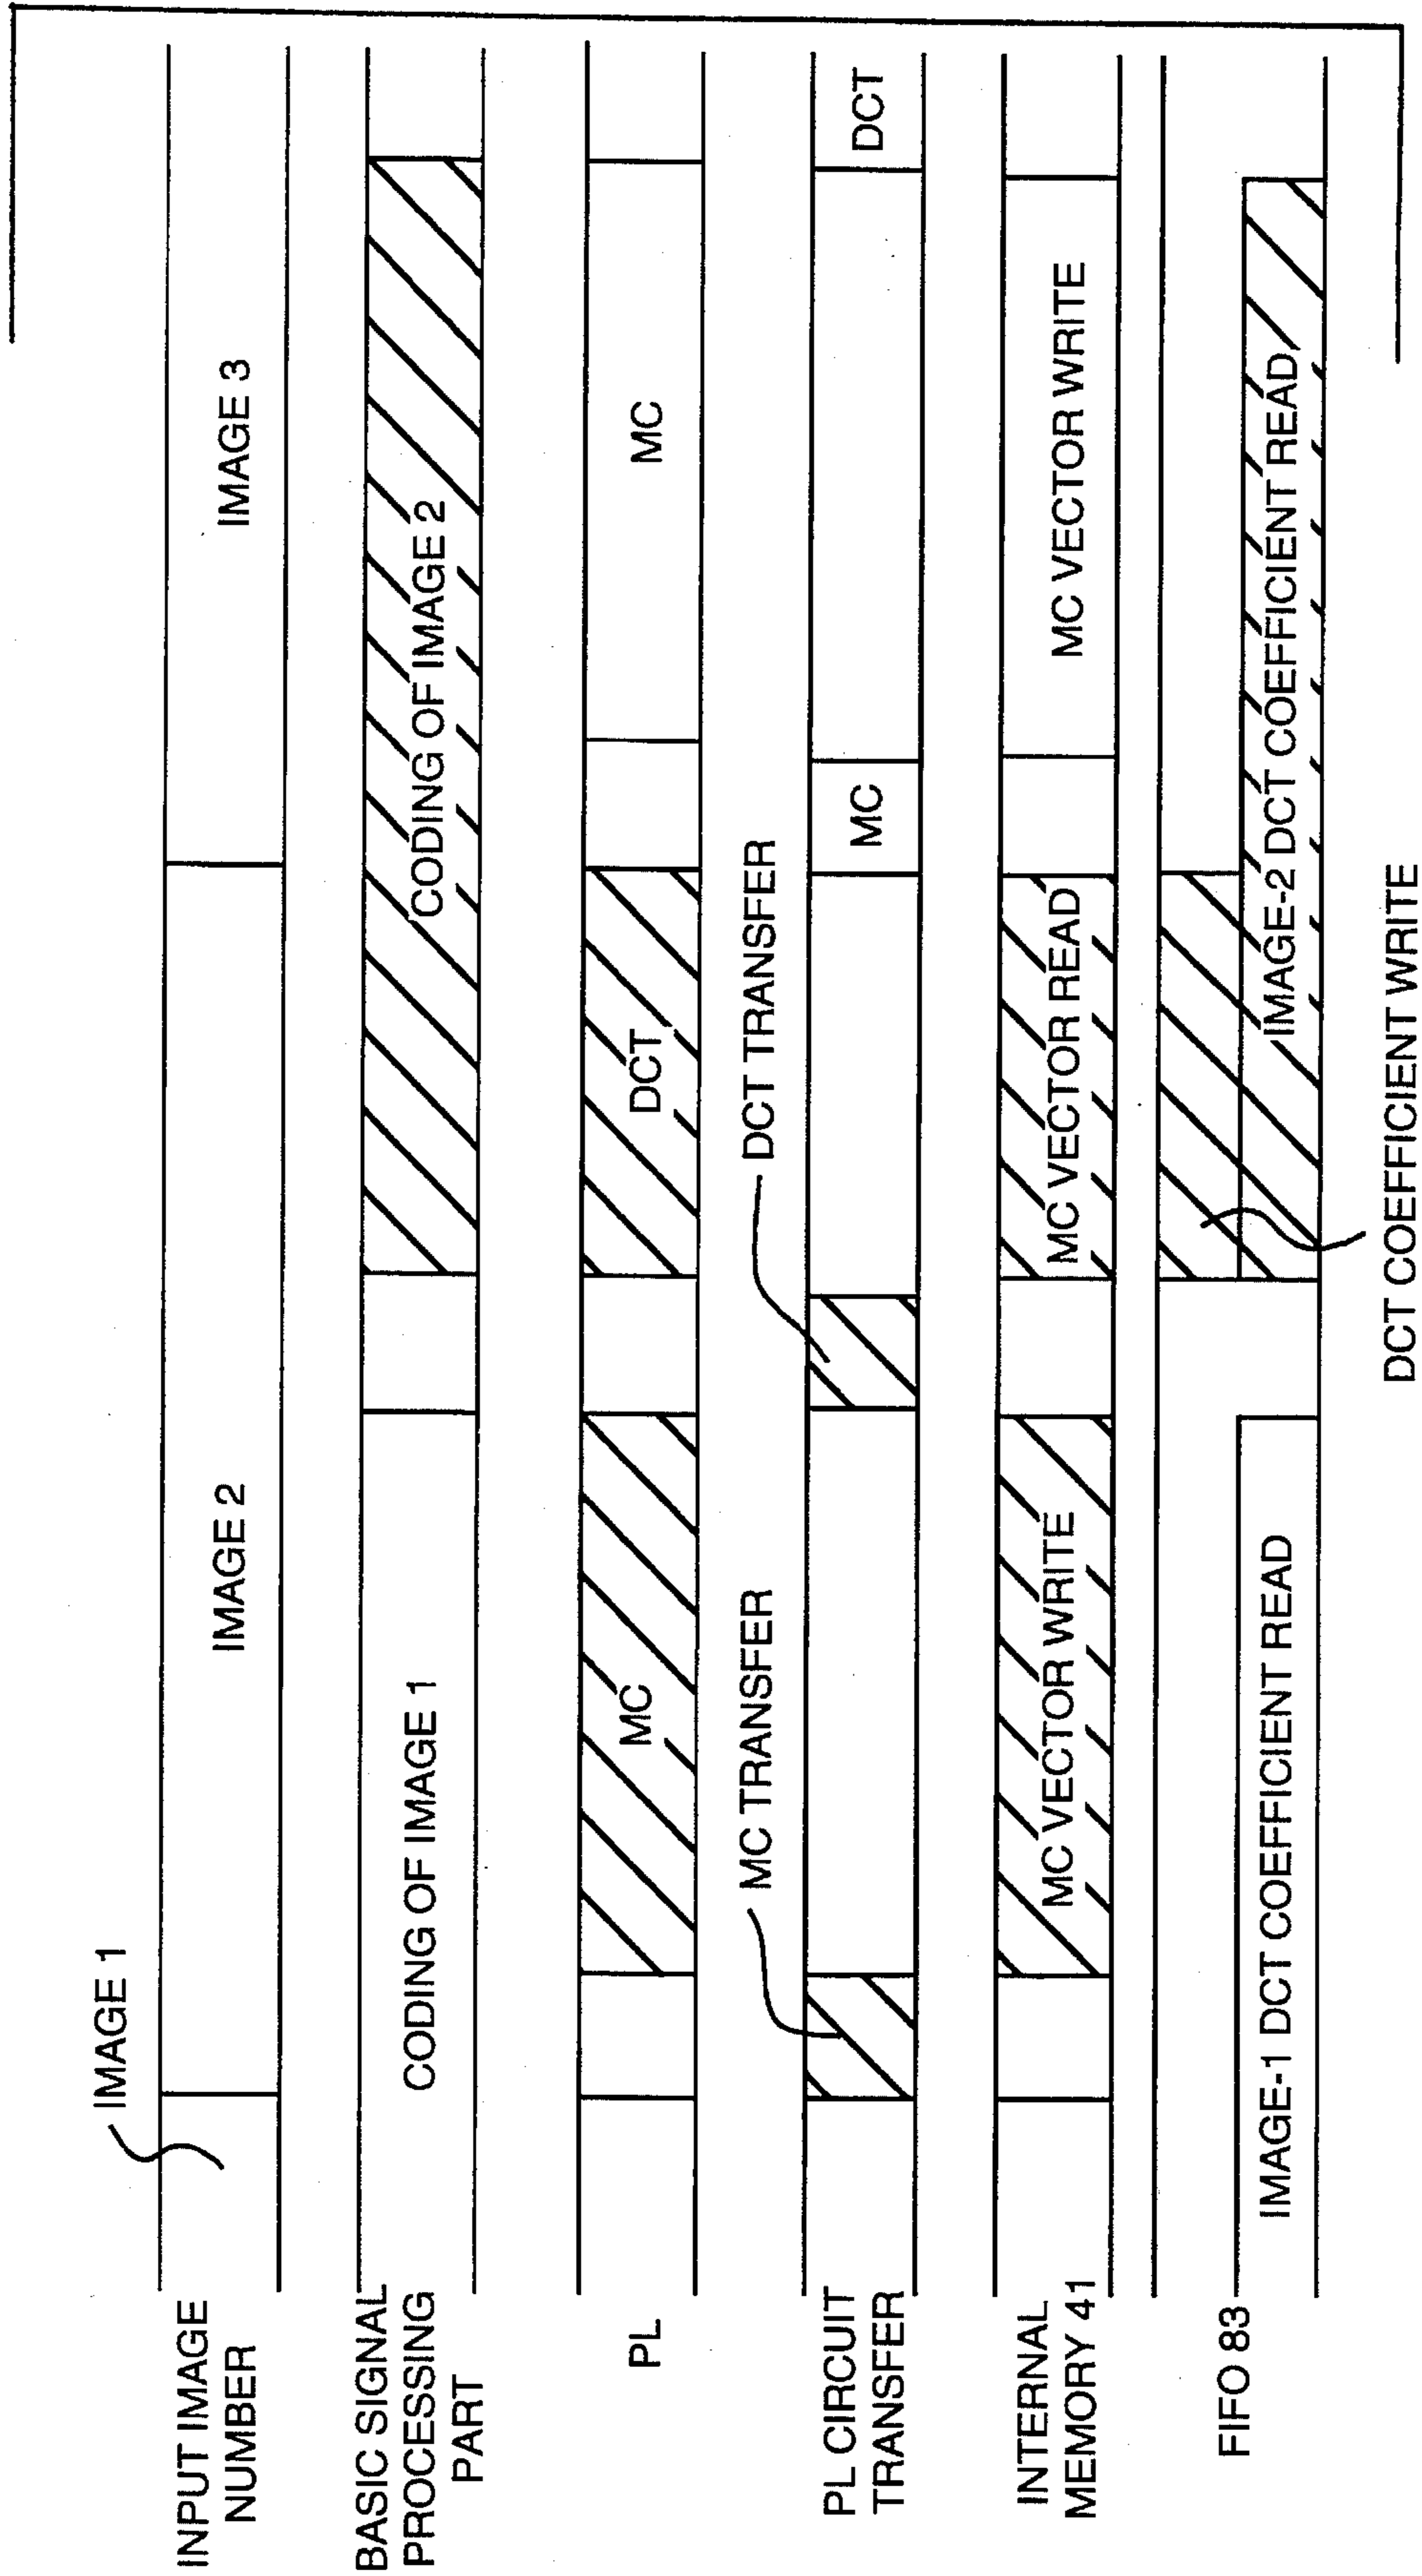 IMAGE 1
INPUT IMAGE
NUMBER
IMAGE 2
IMAGE 3
BASIC SIGNAL
PROCESSING
PART
CODING OF IMAGE 1
CODING OF IMAGE 2
PL
MC
DCT
MC
MC TRANSFER
DCT TRANSFER
PL CIRCUIT
TRANSFER
MC
DCT
INTERNAL
MEMORY 41
MC VECTOR WRITE
MC VECTOR READ
MC VECTOR WRITE
FIFO 83
IMAGE-1 DCT COEFFICIENT READ
IMAGE-2 DCT COEFFICIENT READ
DCT COEFFICIENT WRITE